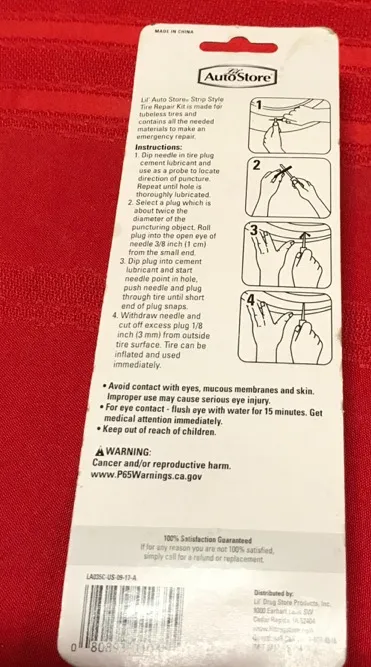 MADE IN CHINA
Lil'
AutoStore
Lil' Auto Store® Strip Style
Tire Repair Kit is made for
tubeless tires and
contains all the needed
materials to make an
emergency repair.
Instructions:
1. Dip needle in tire plug
cement lubricant and
use as a probe to locate
direction of puncture.
Repeat until hole is
thoroughly lubricated.
2. Select a plug which is
about twice the
diameter of the
puncturing object. Roll
plug into the open eye of
needle 3/8 inch (1 cm)
from the small end.
3. Dip plug into cement
lubricant and start
needle point in hole,
push needle and plug
through tire until short
end of plug snaps.
4. Withdraw needle and
cut off excess plug 1/8
inch (3 mm) from outside
tire surface. Tire can be
inflated and used
immediately.
1
2
3
4
• Avoid contact with eyes, mucous membranes and skin.
Improper use may cause serious eye injury.
• For eye contact - flush eye with water for 15 minutes. Get
medical attention immediately.
• Keep out of reach of children.
WARNING:
Cancer and/or reproductive harm.
www.P65Warnings.ca.gov
100% Satisfaction Guaranteed
If for any reason you are not 100% satisfied,
simply call for a refund or replacement.
LA035C-US-09-17-A
Distributed by:
Lil' Drug Store Products, Inc.
Cedar Rapids, IA 52404